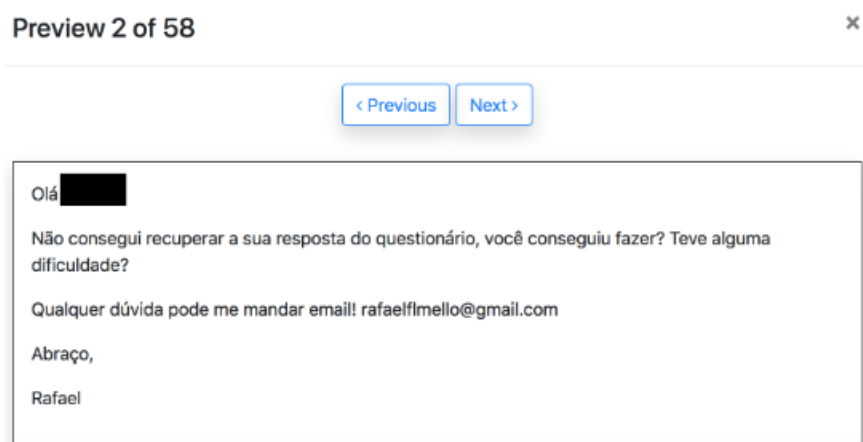 Preview 2 of 58
×
‹ Previous
Next ›
Olá
Não consegui recuperar a sua resposta do questionário, você conseguiu fazer? Teve alguma
dificuldade?
Qualquer dúvida pode me mandar email! rafaelflmello@gmail.com
Abraço,
Rafael